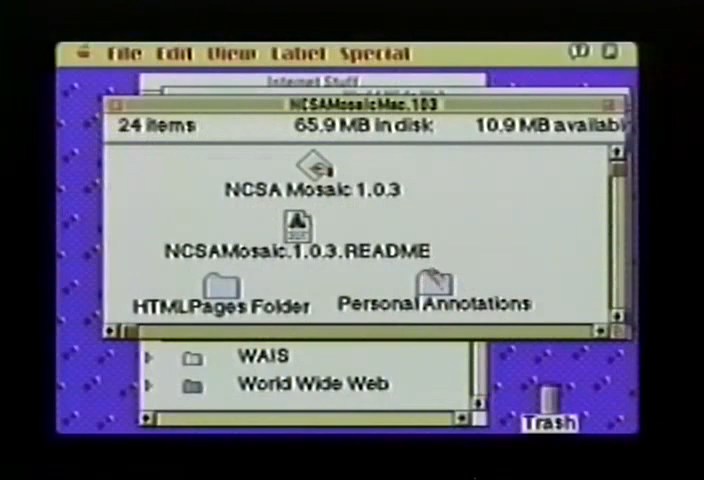 File Edit View Label Special
Internet Stuff
NCSAMosaicMac.103
24 items 65.9 MB in disk 10.9 MB availabl
NCSA Mosaic 1.0.3
NCSAMosaic.1.0.3.README
HTMLPages Folder Personal Annotations
WAIS
World Wide Web
Trash